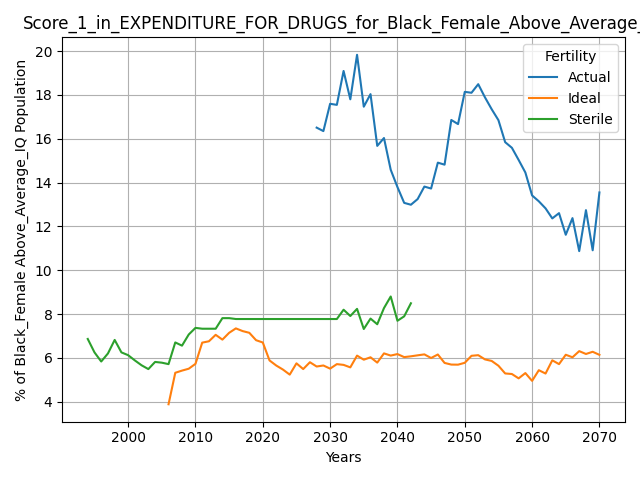 Score_1_in_EXPENDITURE_FOR_DRUGS_for_Black_Female_Above_Average_
% of Black_Female Above_Average_IQ Population
20
18
16
14
12
10
8
6
4
Fertility
Actual
Ideal
Sterile
2000 2010 2020 2030 2040 2050 2060 2070
Years